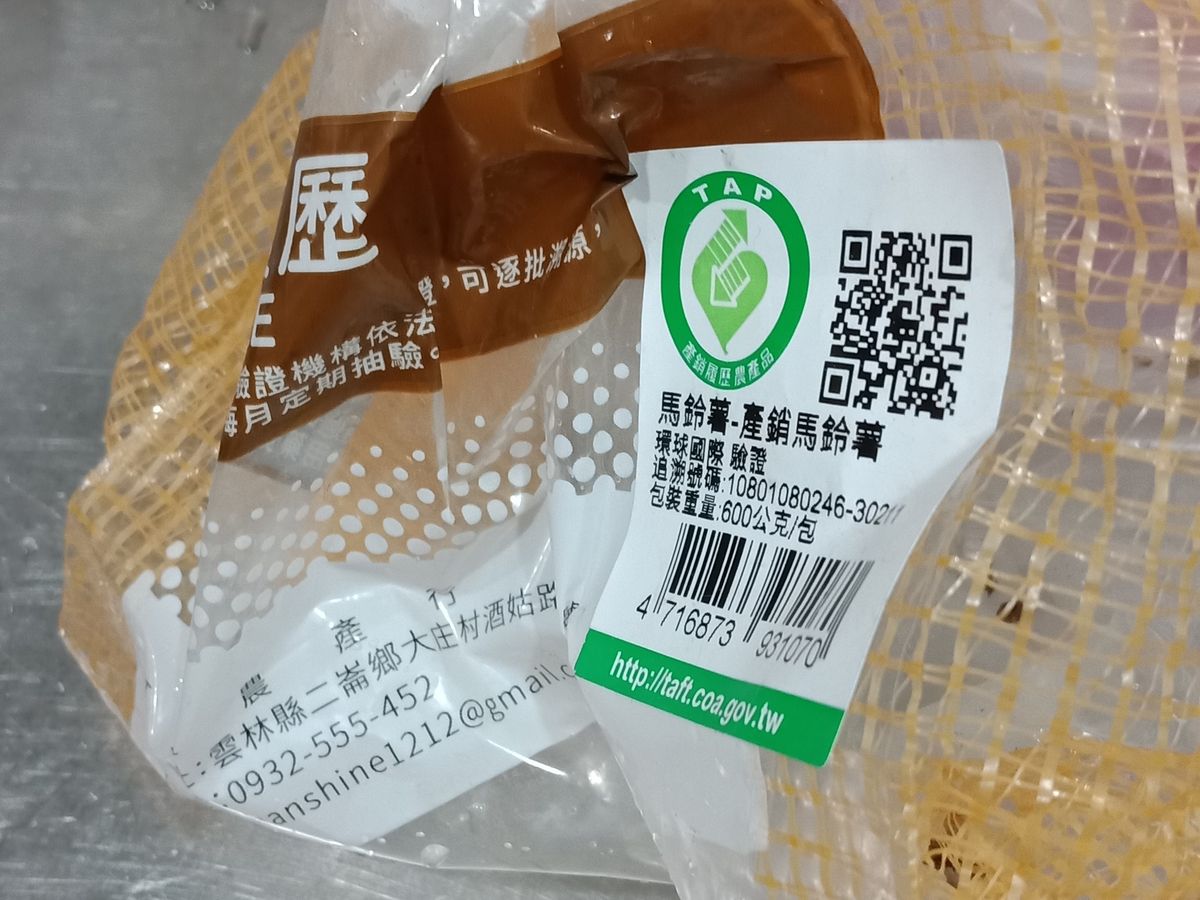 歷
證,可逐批溯源,
驗證機構依法
每月定期抽驗。
農產行
雲林縣二崙鄉大庄村酒姑路
:0932-555-452
anshine1212@gmail.c
TAP
產銷履歷農產品
馬鈴薯-產銷馬鈴薯
環球國際 驗證
追溯號碼:10801080246-30211
包裝重量:600公克/包
4 716873 931070
http://taft.coa.gov.tw